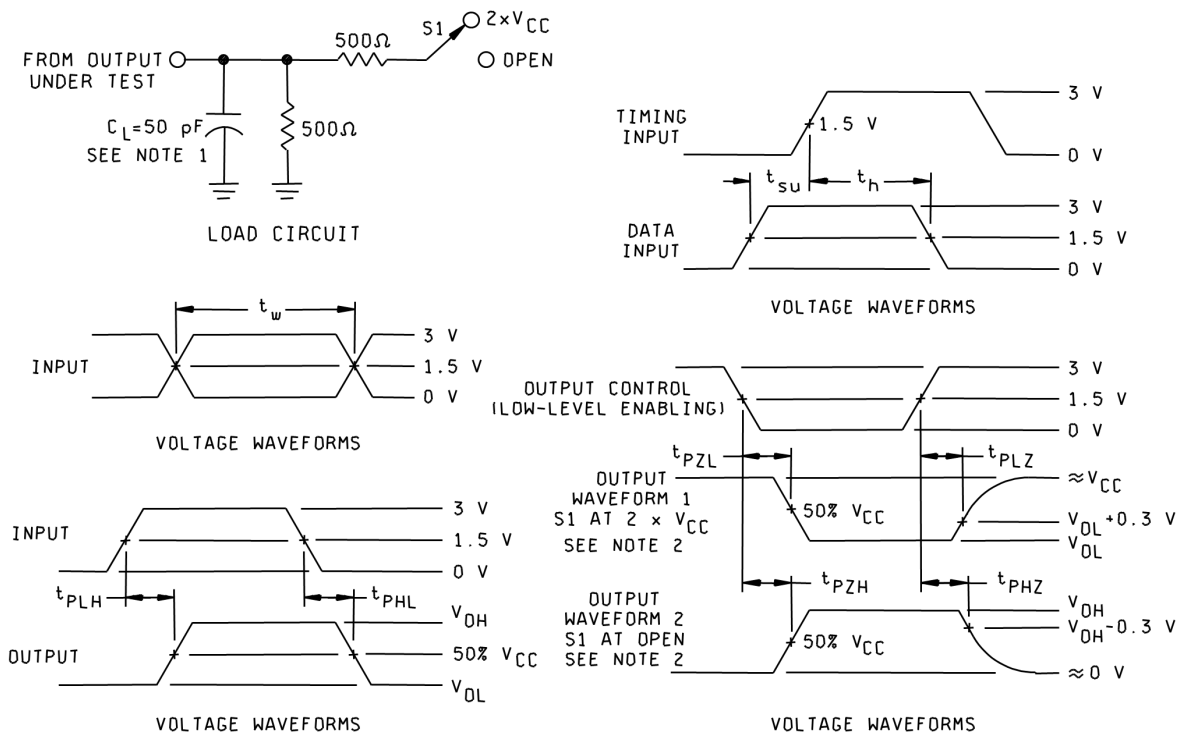 S1
2xVCC
500Ω
FROM OUTPUT
UNDER TEST
OPEN
CL=50 pF
SEE NOTE 1
500Ω
LOAD CIRCUIT
TIMING
INPUT
3 V
1.5 V
0 V
tsu
th
DATA
INPUT
3 V
1.5 V
0 V
VOLTAGE WAVEFORMS
tw
INPUT
3 V
1.5 V
0 V
VOLTAGE WAVEFORMS
OUTPUT CONTROL
(LOW-LEVEL ENABLING)
3 V
1.5 V
0 V
tPZL
tPLZ
OUTPUT
WAVEFORM 1
S1 AT 2 x VCC
SEE NOTE 2
50% VCC
≈VCC
VOL+0.3 V
VOL
tPZH
tPHZ
OUTPUT
WAVEFORM 2
S1 AT OPEN
SEE NOTE 2
50% VCC
VOH
VOH-0.3 V
≈0 V
VOLTAGE WAVEFORMS
INPUT
3 V
1.5 V
0 V
tPLH
tPHL
OUTPUT
VOH
50% VCC
VOL
VOLTAGE WAVEFORMS